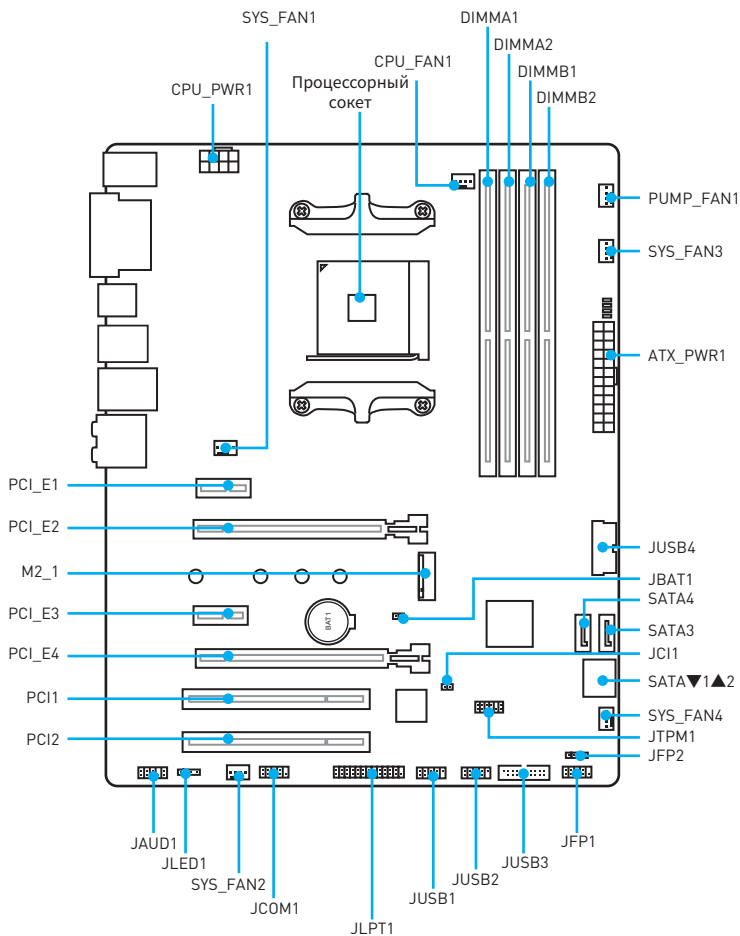 SYS_FAN1
DIMMA1
DIMMA2
CPU_FAN1
DIMMB1
Процессорный
сокет
CPU_PWR1
DIMMB2
PUMP_FAN1
SYS_FAN3
ATX_PWR1
PCI_E1
PCI_E2
JUSB4
M2_1
JBAT1
SATA4
PCI_E3
BAT1
SATA3
PCI_E4
JCI1
SATA▼1▲2
PCI1
SYS_FAN4
PCI2
JTPM1
JFP2
JAUD1
JFP1
JLED1
JUSB3
SYS_FAN2
JUSB2
JCOM1
JUSB1
JLPT1